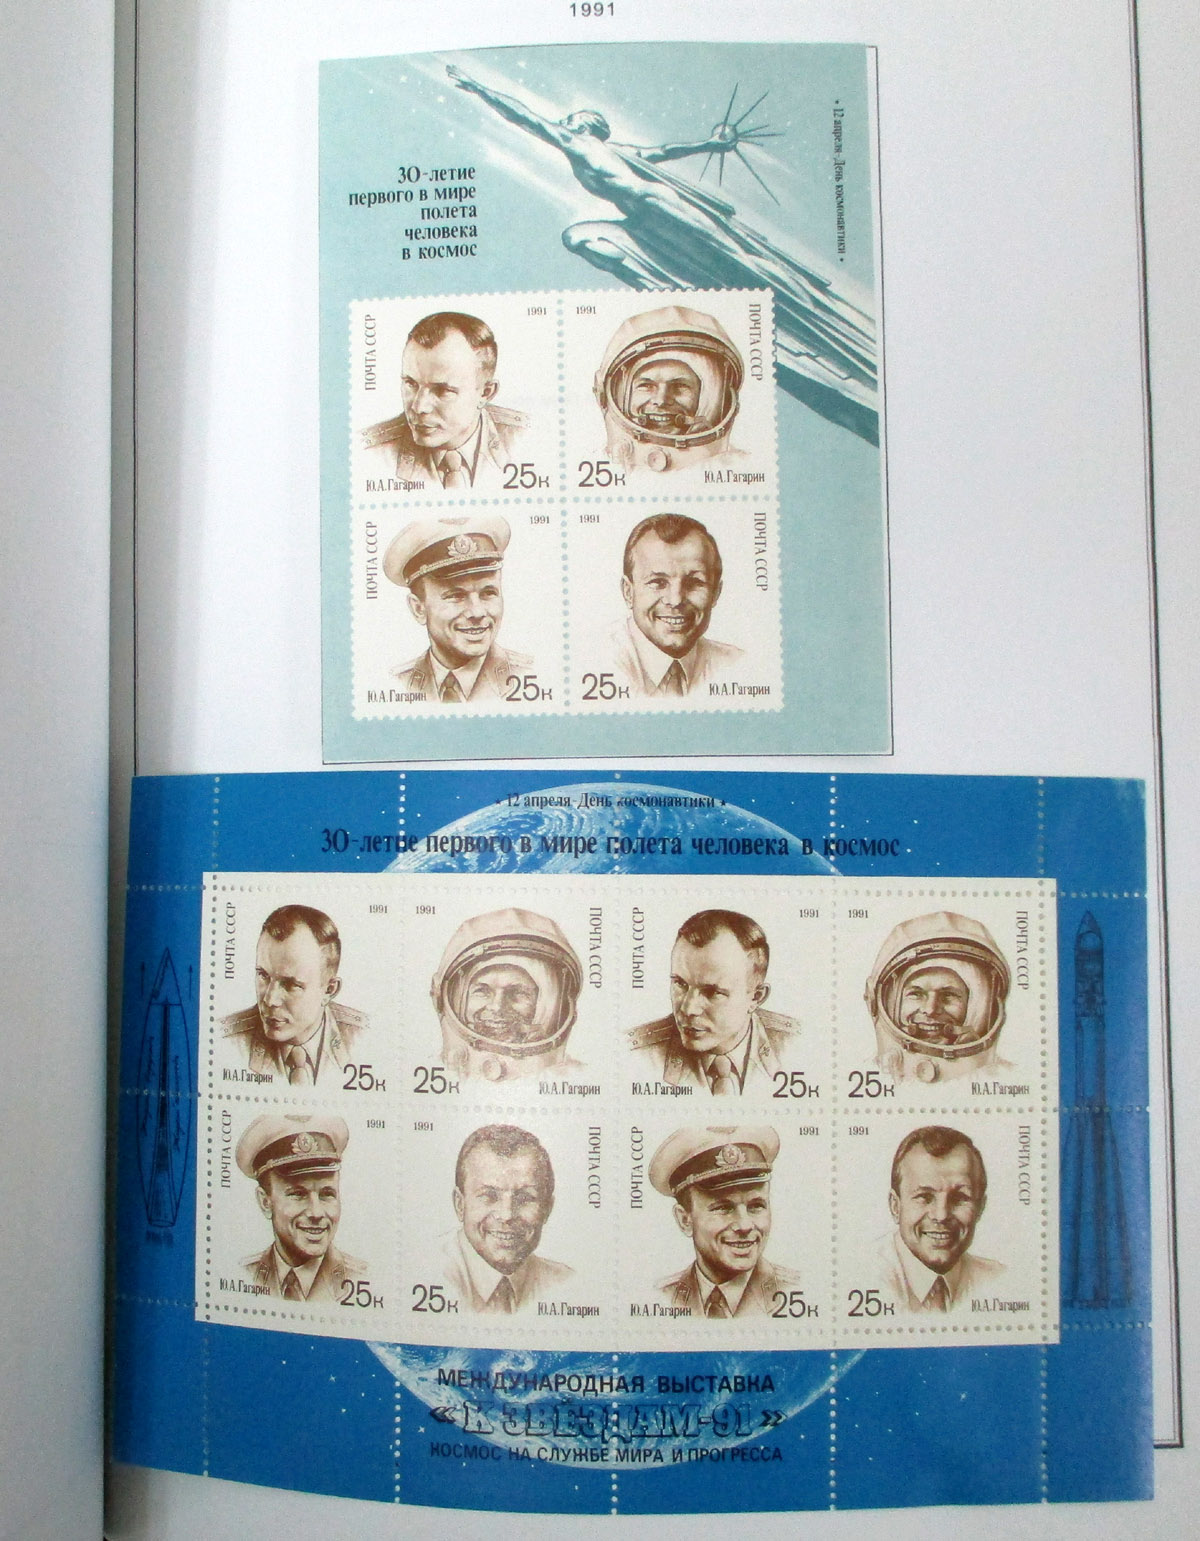 1991
30-летие
первого в мире
полета
человека
в космос
• 12 апреля-День космонавтики •
ПОЧТА СССР
1991
Ю.А.Гагарин
25к
1991
ПОЧТА СССР
25к
Ю.А.Гагарин
ПОЧТА СССР
1991
Ю.А.Гагарин
25к
1991
ПОЧТА СССР
25к
Ю.А.Гагарин
• 12 апреля-День космонавтики •
30-летие первого в мире полета человека в космос
ПОЧТА СССР
1991
Ю.А.Гагарин
25к
1991
ПОЧТА СССР
25к
Ю.А.Гагарин
ПОЧТА СССР
1991
Ю.А.Гагарин
25к
1991
ПОЧТА СССР
25к
Ю.А.Гагарин
ПОЧТА СССР
1991
Ю.А.Гагарин
25к
1991
ПОЧТА СССР
25к
Ю.А.Гагарин
ПОЧТА СССР
1991
Ю.А.Гагарин
25к
1991
ПОЧТА СССР
25к
Ю.А.Гагарин
МЕЖДУНАРОДНАЯ ВЫСТАВКА
«К ЗВЁЗДАМ-91»
КОСМОС НА СЛУЖБЕ МИРА И ПРОГРЕССА